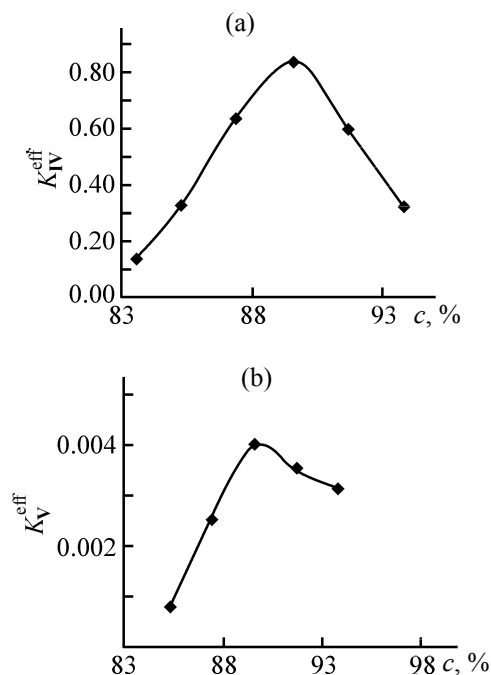 (a)
K_IV^eff
0.80
0.60
0.40
0.20
0.00
83 88 93 c, %
(b)
K_V^eff
0.004
0.002
83 88 93 98 c, %